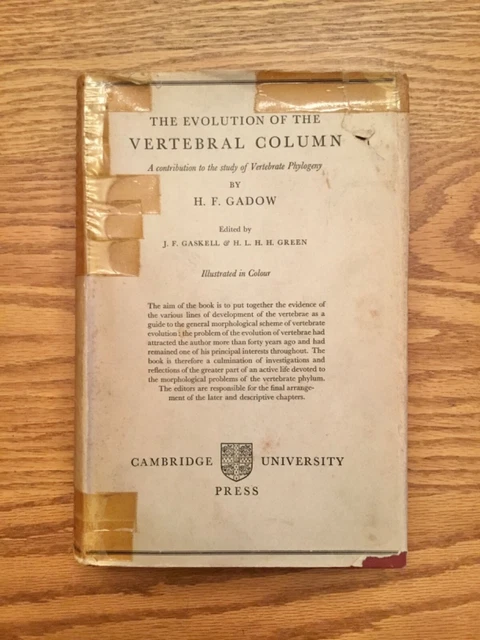 THE EVOLUTION OF THE
VERTEBRAL COLUMN
A contribution to the study of Vertebrate Phylogeny
BY
H. F. GADOW
Edited by
J. F. GASKELL & H. L. H. H. GREEN
Illustrated in Colour
The aim of the book is to put together the evidence of
the various lines of development of the vertebrae as a
guide to the general morphological scheme of vertebrate
evolution: the problem of the evolution of vertebrae had
attracted the author more than forty years ago and had
remained one of his principal interests throughout. The
book is therefore a culmination of investigations and
reflections of the greater part of an active life devoted to
the morphological problems of the vertebrate phylum.
The editors are responsible for the final arrange-
ment of the later and descriptive chapters.
CAMBRIDGE UNIVERSITY
PRESS